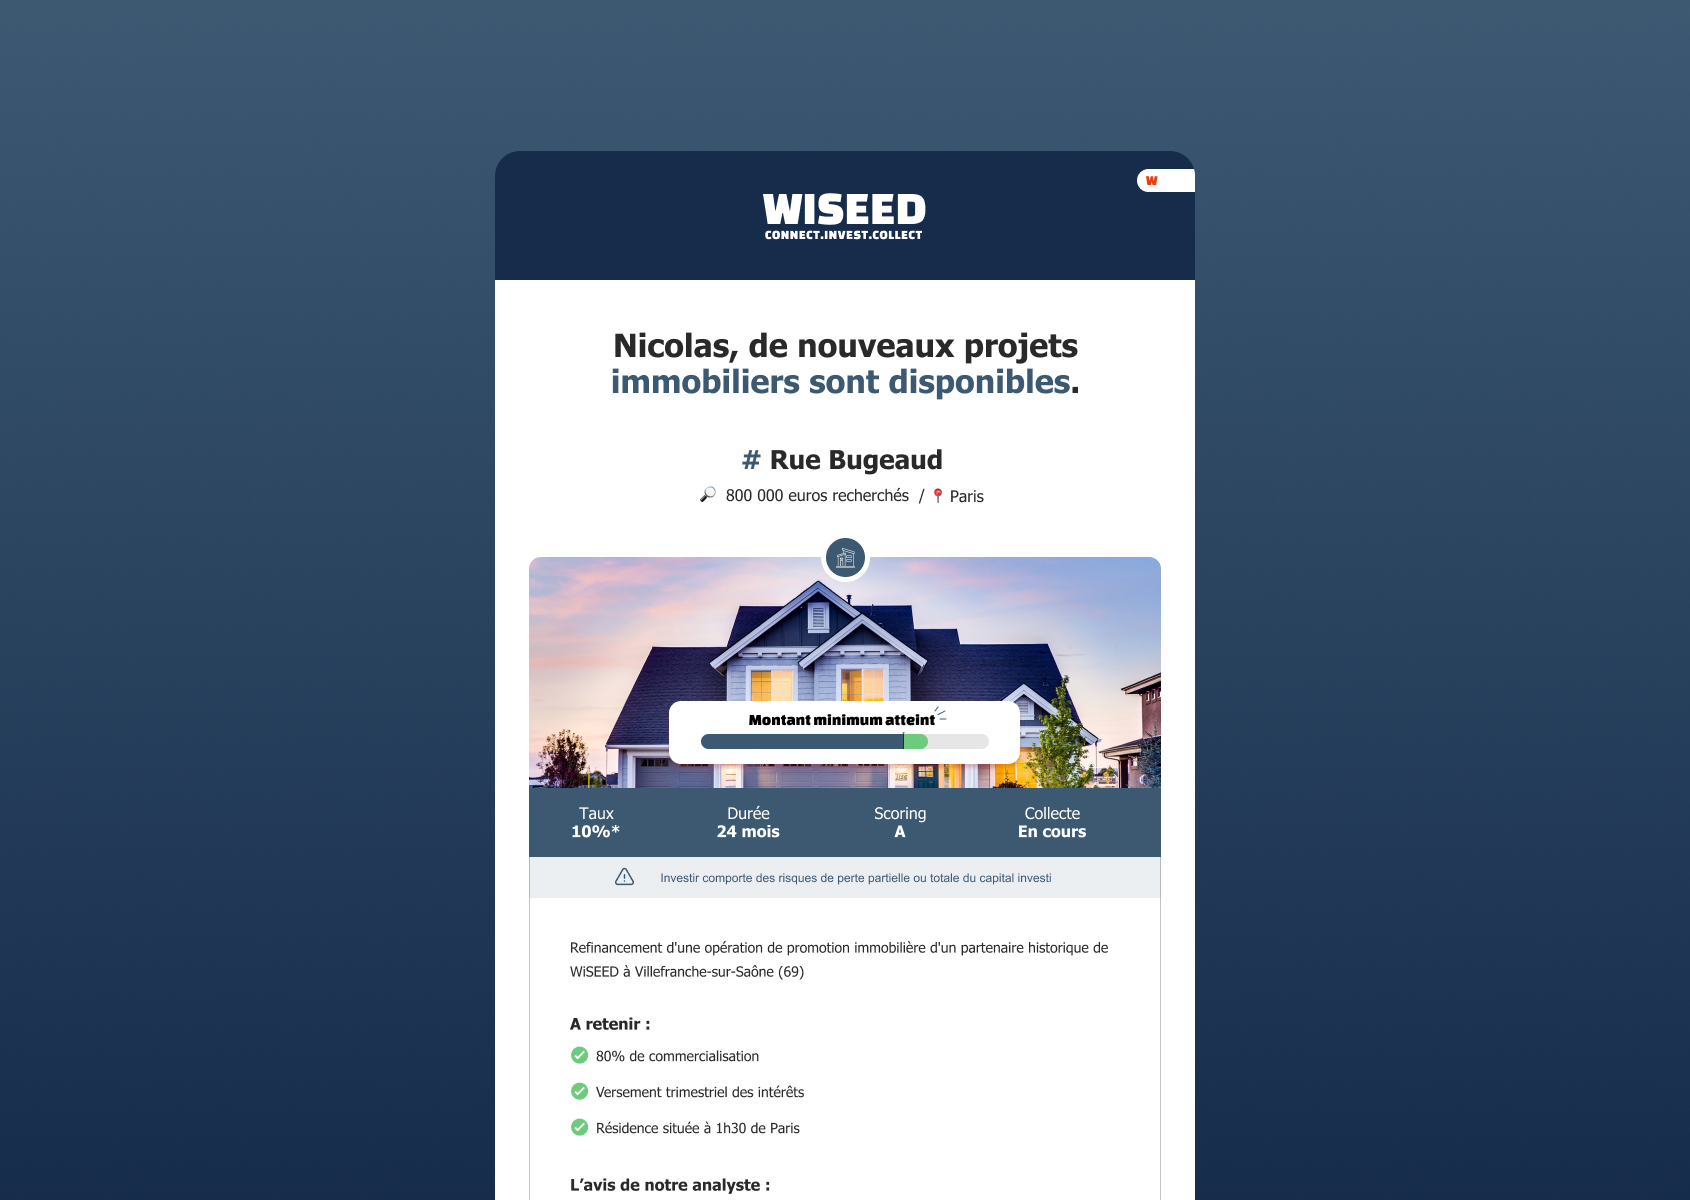 WISEED
CONNECT.INVEST.COLLECT
W
Nicolas, de nouveaux projets
immobiliers sont disponibles.
# Rue Bugeaud
800 000 euros recherchés / Paris
Montant minimum atteint
Taux Durée Scoring Collecte
10%* 24 mois A En cours
Investir comporte des risques de perte partielle ou totale du capital investi
Refinancement d'une opération de promotion immobilière d'un partenaire historique de
WiSEED à Villefranche-sur-Saône (69)
A retenir :
80% de commercialisation
Versement trimestriel des intérêts
Résidence située à 1h30 de Paris
L’avis de notre analyste :